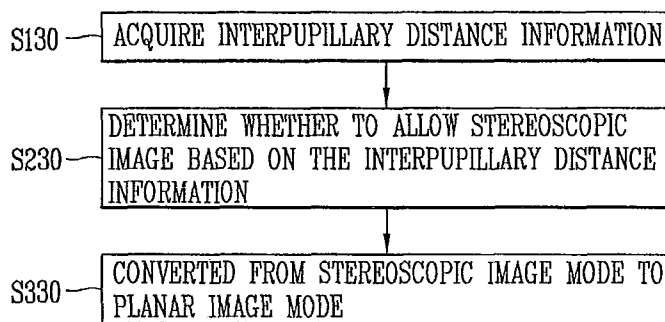 S130
ACQUIRE INTERPUPILLARY DISTANCE INFORMATION
S230
DETERMINE WHETHER TO ALLOW STEREOSCOPIC
IMAGE BASED ON THE INTERPUPILLARY DISTANCE
INFORMATION
S330
CONVERTED FROM STEREOSCOPIC IMAGE MODE TO
PLANAR IMAGE MODE